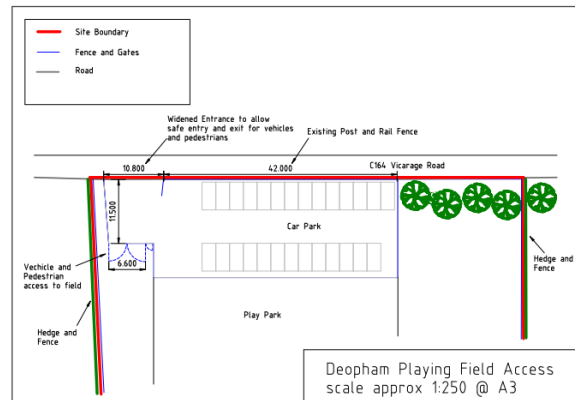 Site Boundary
Fence and Gates
Road
Widened Entrance to allow
safe entry and exit for vehicles
and pedestrians
Existing Post and Rail Fence
10.800
42.000
C164 Vicarage Road
11.500
Car Park
Vechicle and
Pedestrian
access to field
6.600
Hedge and
Fence
Hedge and
Fence
Play Park
Deopham Playing Field Access
scale approx 1:250 @ A3